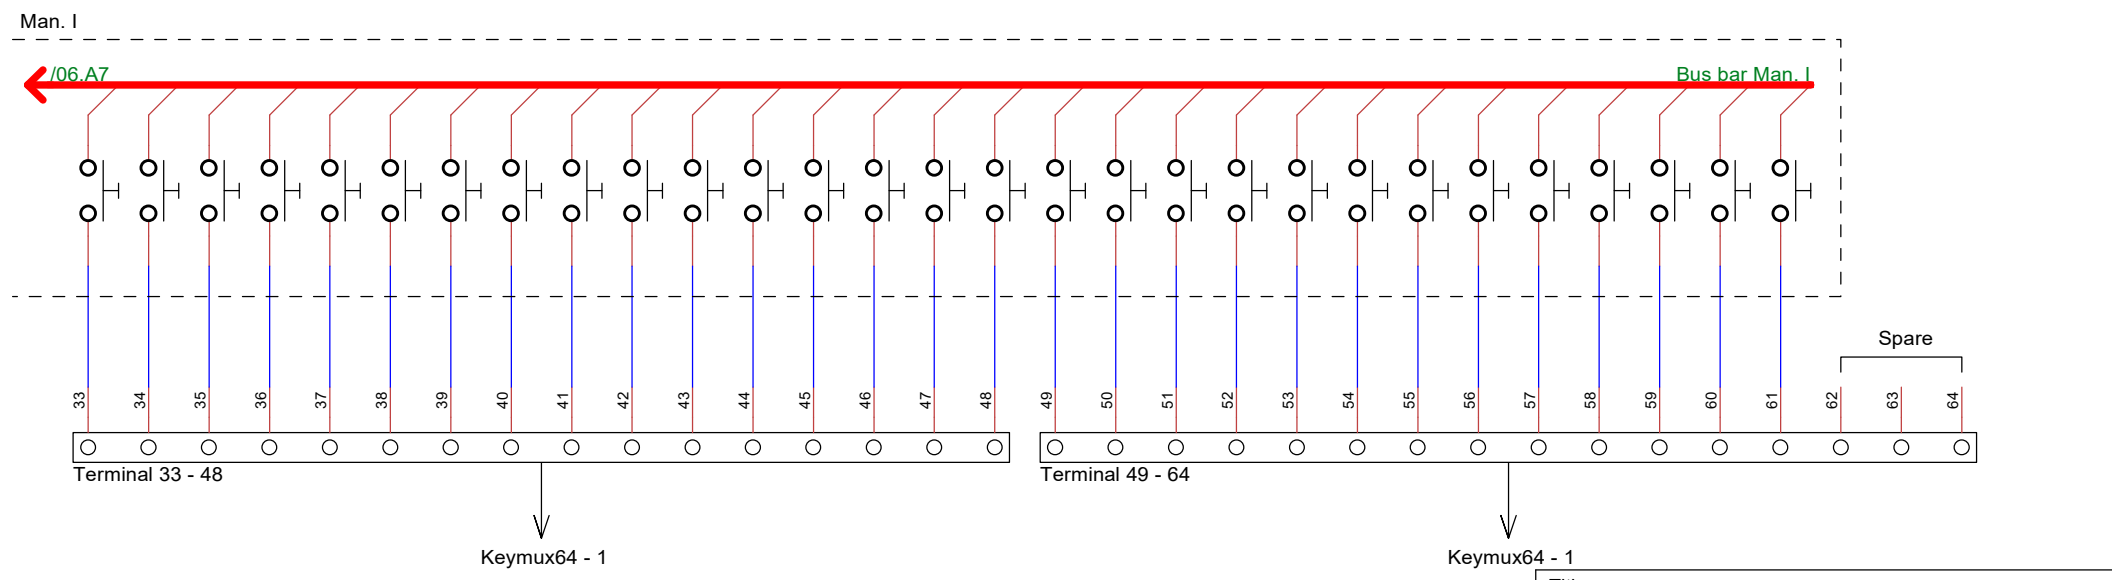 Man. I
/06.A7
Bus bar Man. I
Spare
33 34 35 36 37 38 39 40 41 42 43 44 45 46 47 48 49 50 51 52 53 54 55 56 57 58 59 60 61 62 63 64
Terminal 33 - 48
Terminal 49 - 64
Keymux64 - 1
Keymux64 - 1